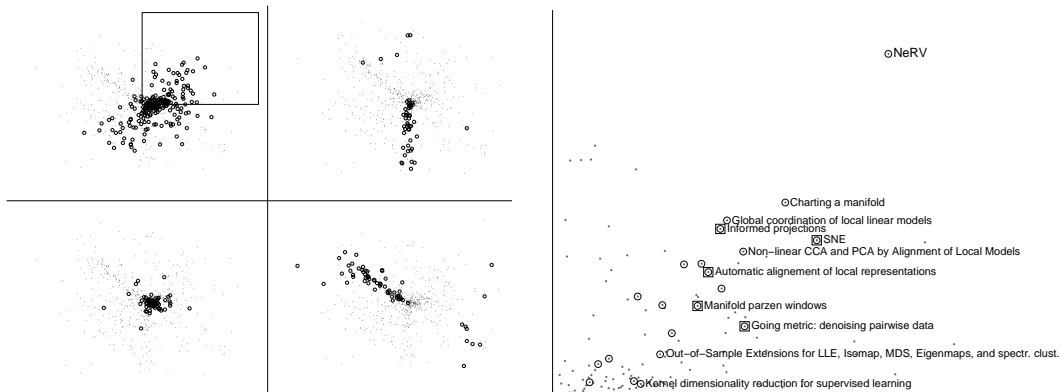 NeRV
Charting a manifold
Global coordination of local linear models
Informed projections
SNE
Non−linear CCA and PCA by Alignment of Local Models
Automatic alignement of local representations
Manifold parzen windows
Going metric: denoising pairwise data
Out−of−Sample Extensions for LLE, Isomap, MDS, Eigenmaps, and spectr. clust.
Kernel dimensionality reduction for supervised learning